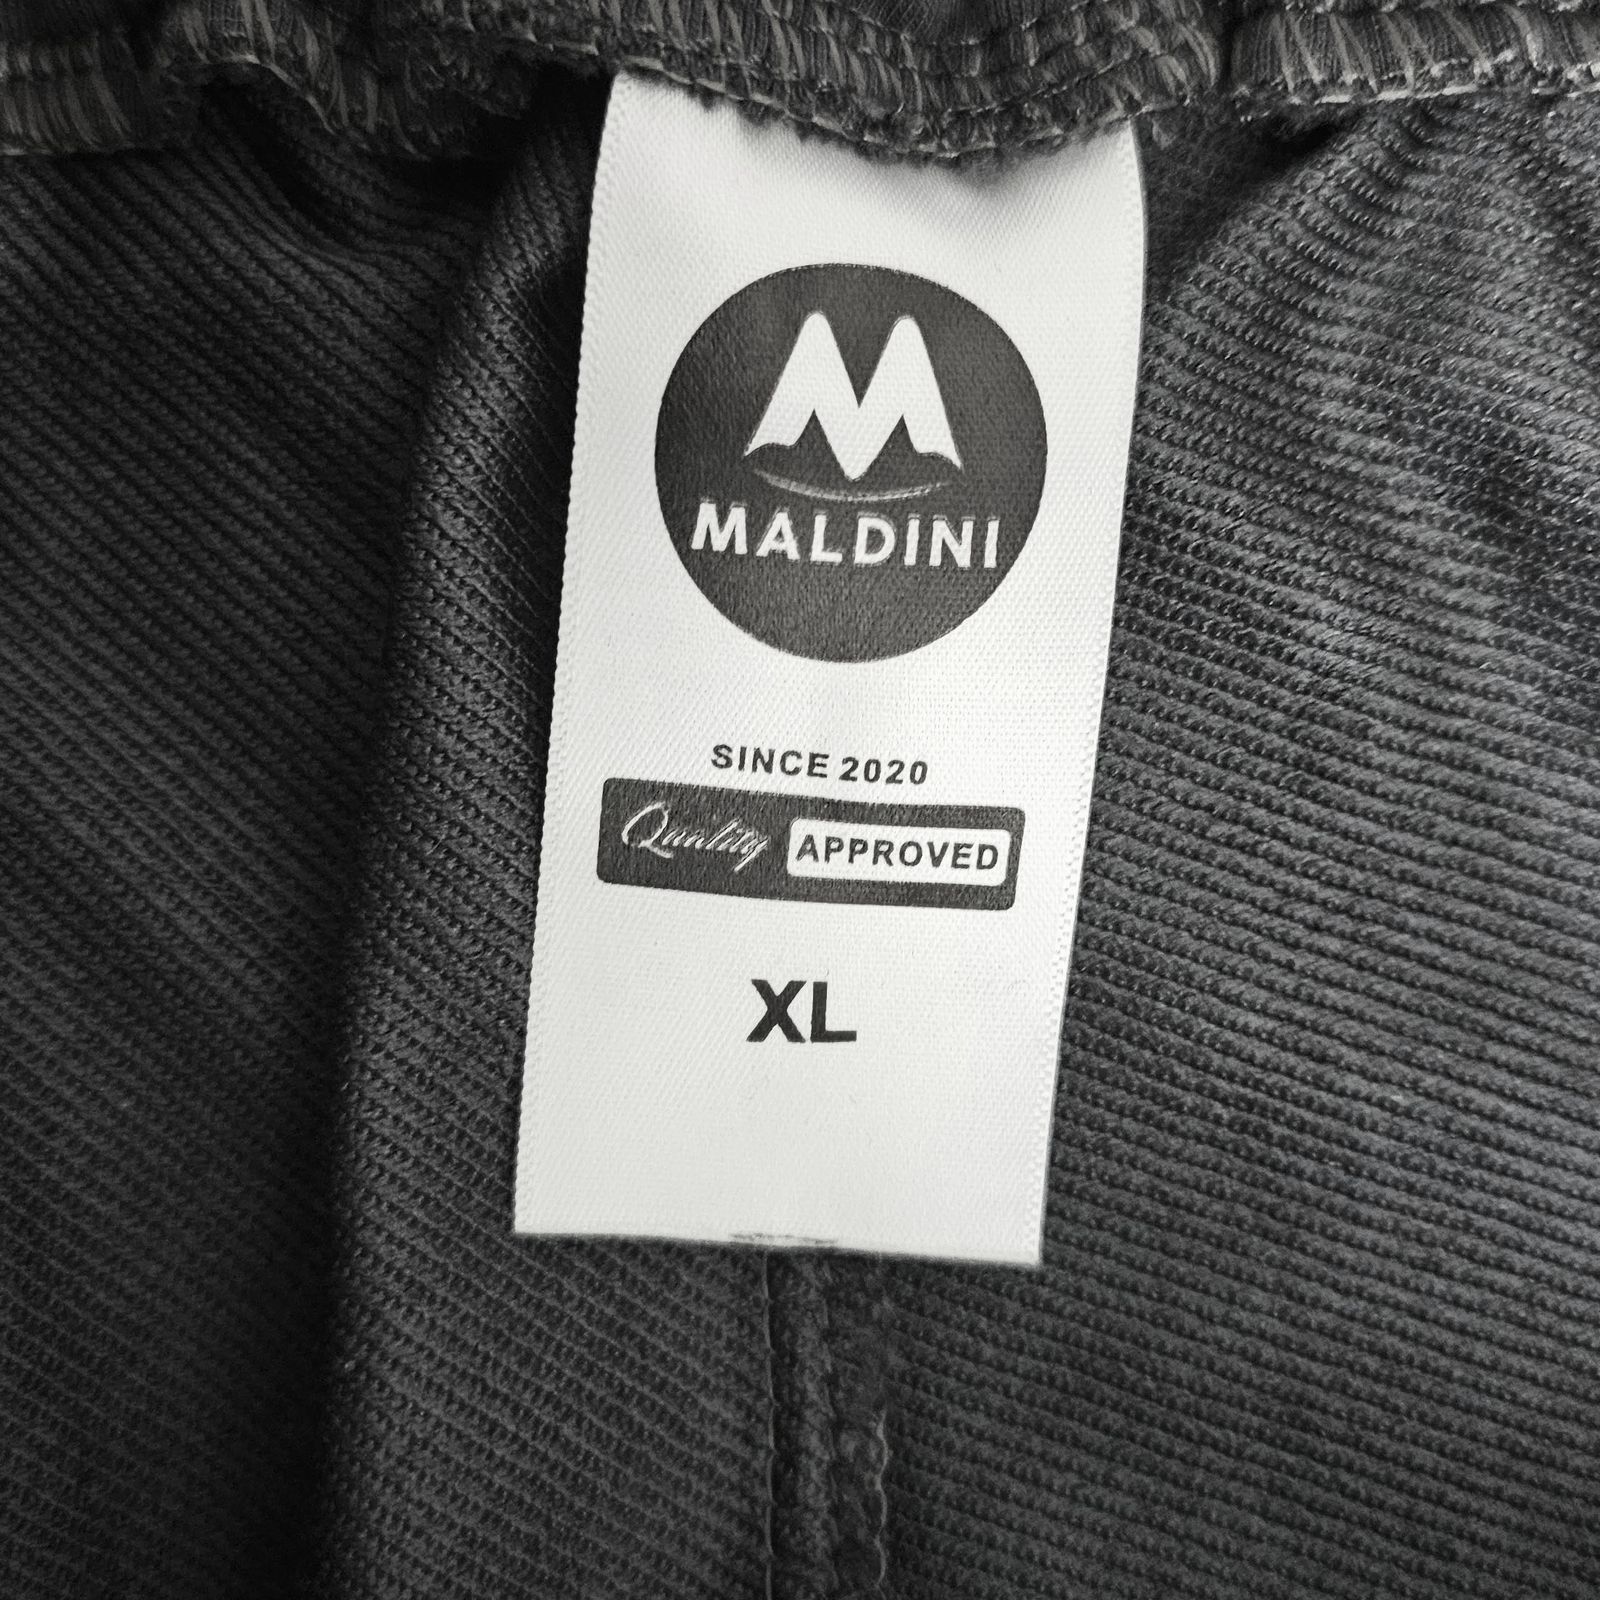 MALDINI
SINCE 2020
Quality APPROVED
XL